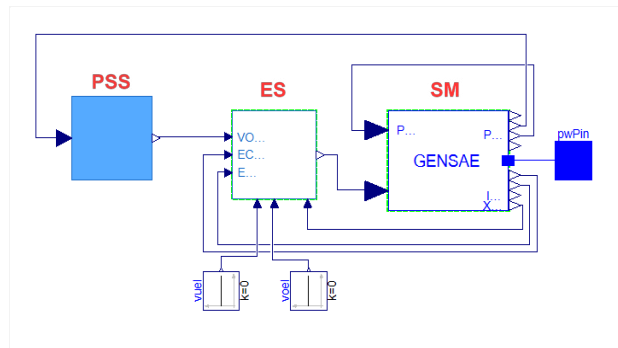 PSS
ES
SM
VO...
EC...
E...
P...
P...
GENSAE
I...
X...
pwPin
vuel
k=0
voel
k=0